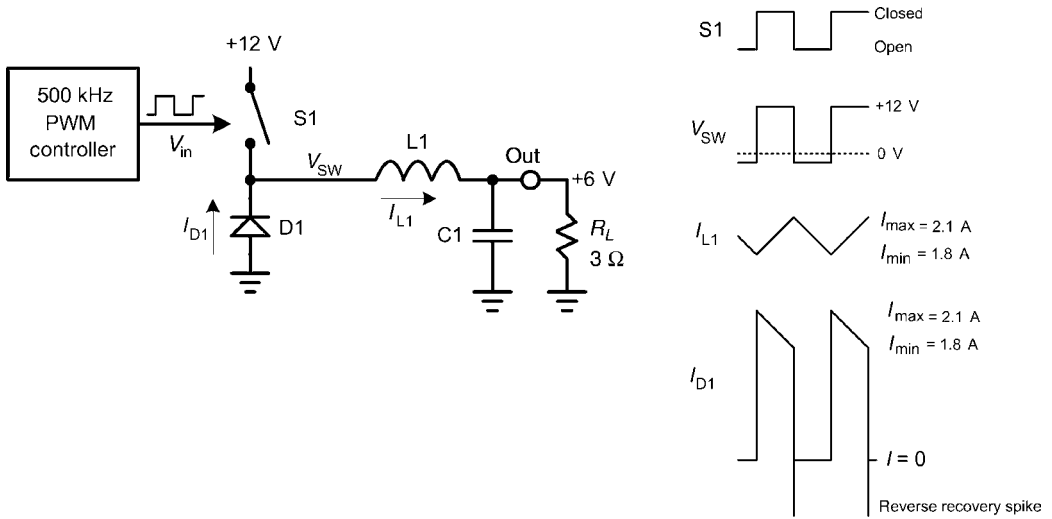 500 kHz
PWM
controller
V_in
+12 V
S1
V_SW
L1
Out
+6 V
I_D1
D1
I_L1
C1
R_L
3 Ω
S1
Closed
Open
V_SW
+12 V
0 V
I_L1
I_max = 2.1 A
I_min = 1.8 A
I_max = 2.1 A
I_min = 1.8 A
I_D1
I = 0
Reverse recovery spike